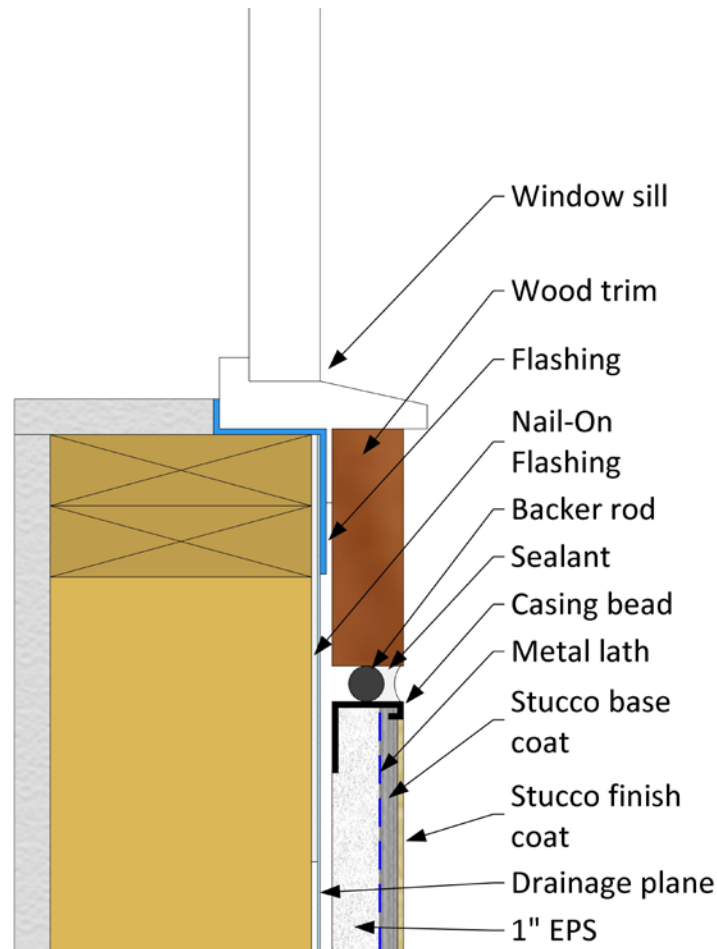 Window sill
Wood trim
Flashing
Nail-On
Flashing
Backer rod
Sealant
Casing bead
Metal lath
Stucco base
coat
Stucco finish
coat
Drainage plane
1" EPS